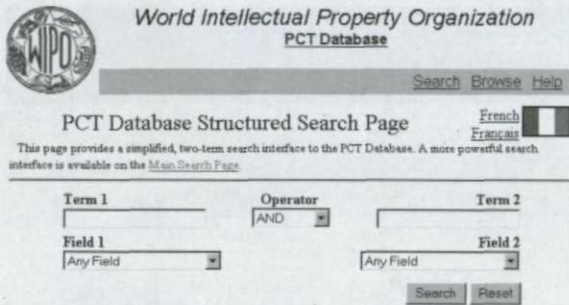 WIPO
World Intellectual Property Organization
PCT Database
Search Browse Help
PCT Database Structured Search Page
French
Français
This page provides a simplified, two-term search interface to the PCT Database. A more powerful search
interface is available on the Main Search Page.
Term 1 Operator Term 2
AND
Field 1 Field 2
Any Field Any Field
Search Reset